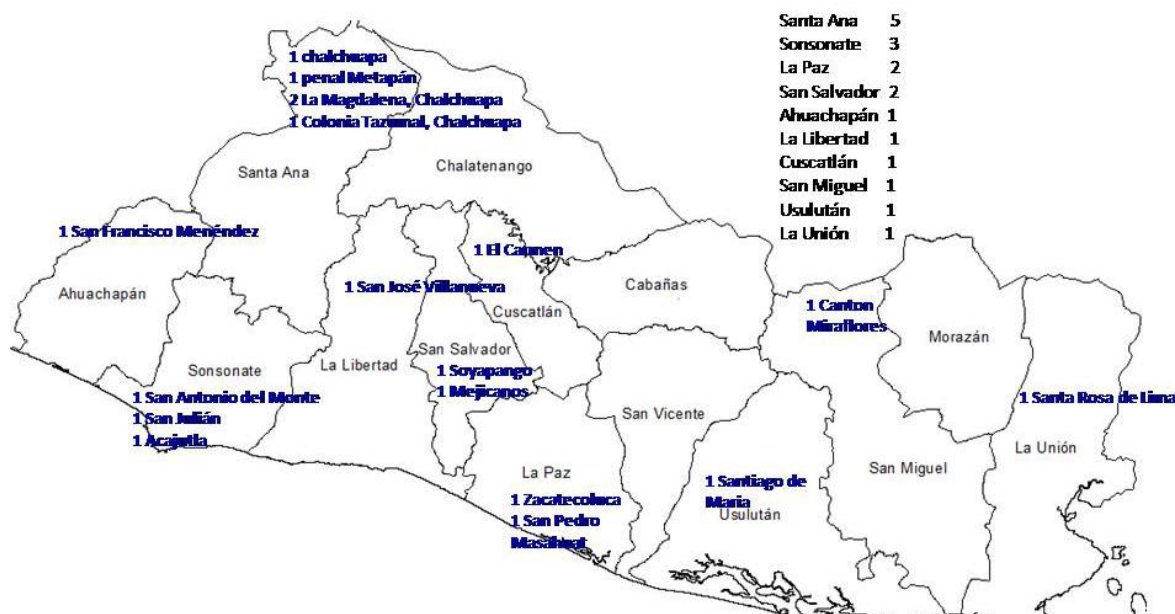 Santa Ana 5
Sonsonate 3
La Paz 2
San Salvador 2
Ahuachapán 1
La Libertad 1
Cuscatlán 1
San Miguel 1
Usulután 1
La Unión 1
1 chalchuapa
1 penal Metapán
2 La Magdalena, Chalchuapa
1 Colonia Tazumal, Chalchuapa
Santa Ana
Chalatenango
1 San Francisco Menéndez
Ahuachapán
1 El Carmen
Cuscatlán
Cabañas
1 San José Villanueva
La Libertad
San Salvador
1 Soyapango
1 Mejicanos
Sonsonate
1 San Antonio del Monte
1 San Julián
1 Acajutla
1 Canton
Miraflores
Morazán
1 Santa Rosa de Lima
La Unión
San Vicente
San Miguel
La Paz
1 Zacatecoluca
1 San Pedro
Masahuat
1 Santiago de
Maria
Usulután